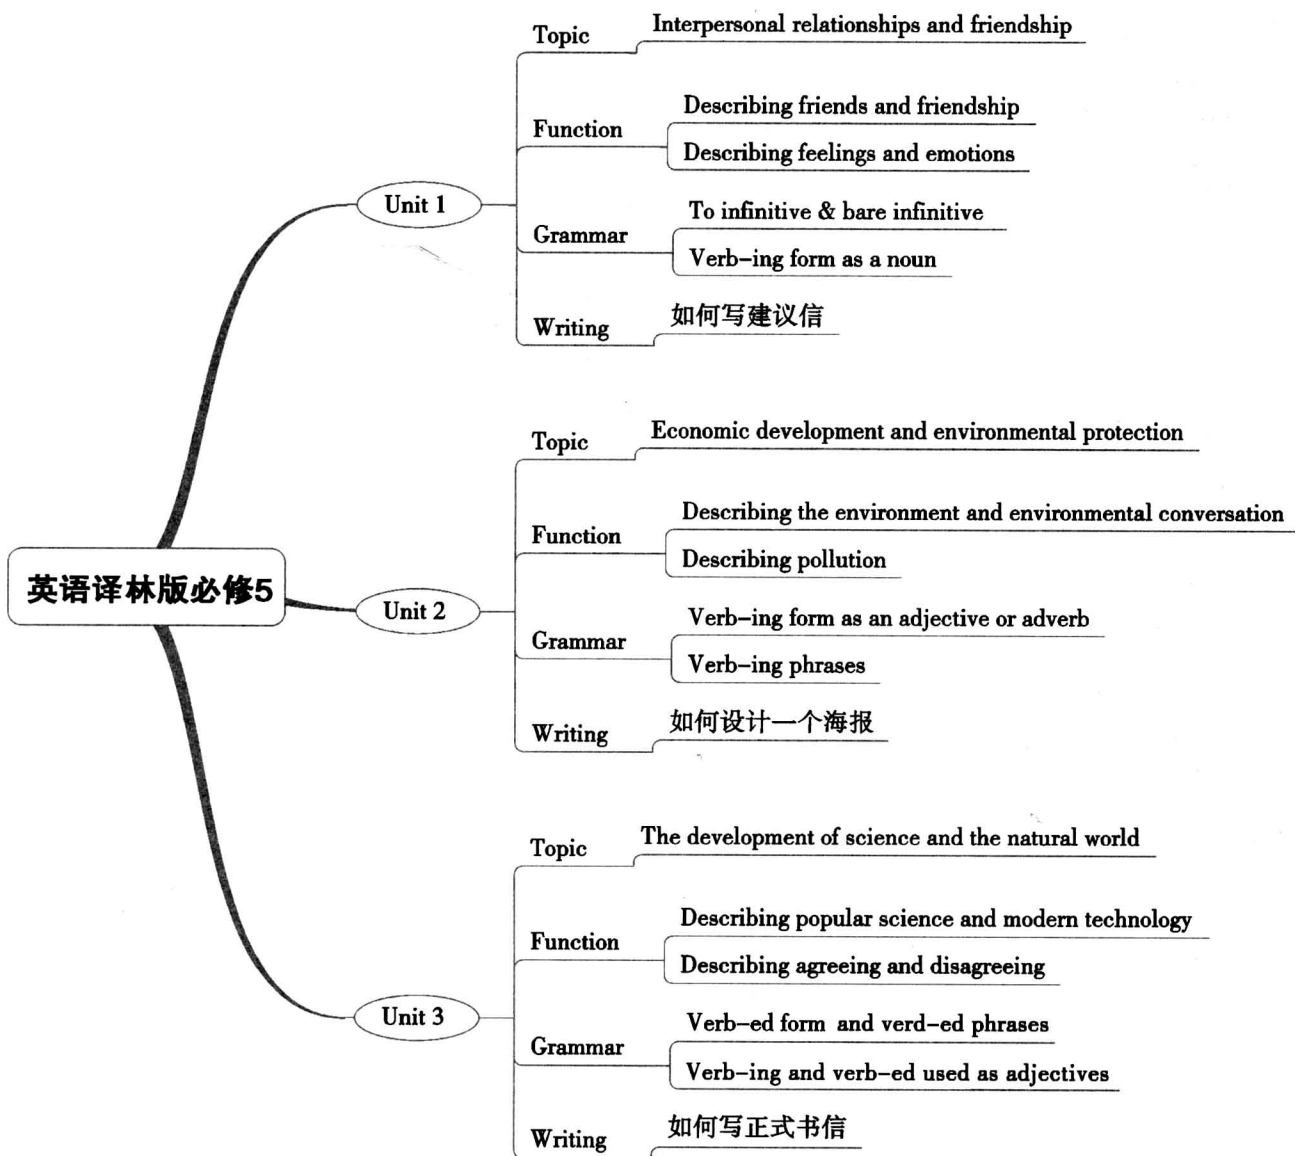 Topic
Interpersonal relationships and friendship
Function
Describing friends and friendship
Describing feelings and emotions
Unit 1
Grammar
To infinitive & bare infinitive
Verb-ing form as a noun
Writing
如何写建议信
Topic
Economic development and environmental protection
Function
Describing the environment and environmental conversation
Describing pollution
英语译林版必修5
Unit 2
Grammar
Verb-ing form as an adjective or adverb
Verb-ing phrases
Writing
如何设计一个海报
Topic
The development of science and the natural world
Function
Describing popular science and modern technology
Describing agreeing and disagreeing
Unit 3
Grammar
Verb-ed form and verd-ed phrases
Verb-ing and verb-ed used as adjectives
Writing
如何写正式书信